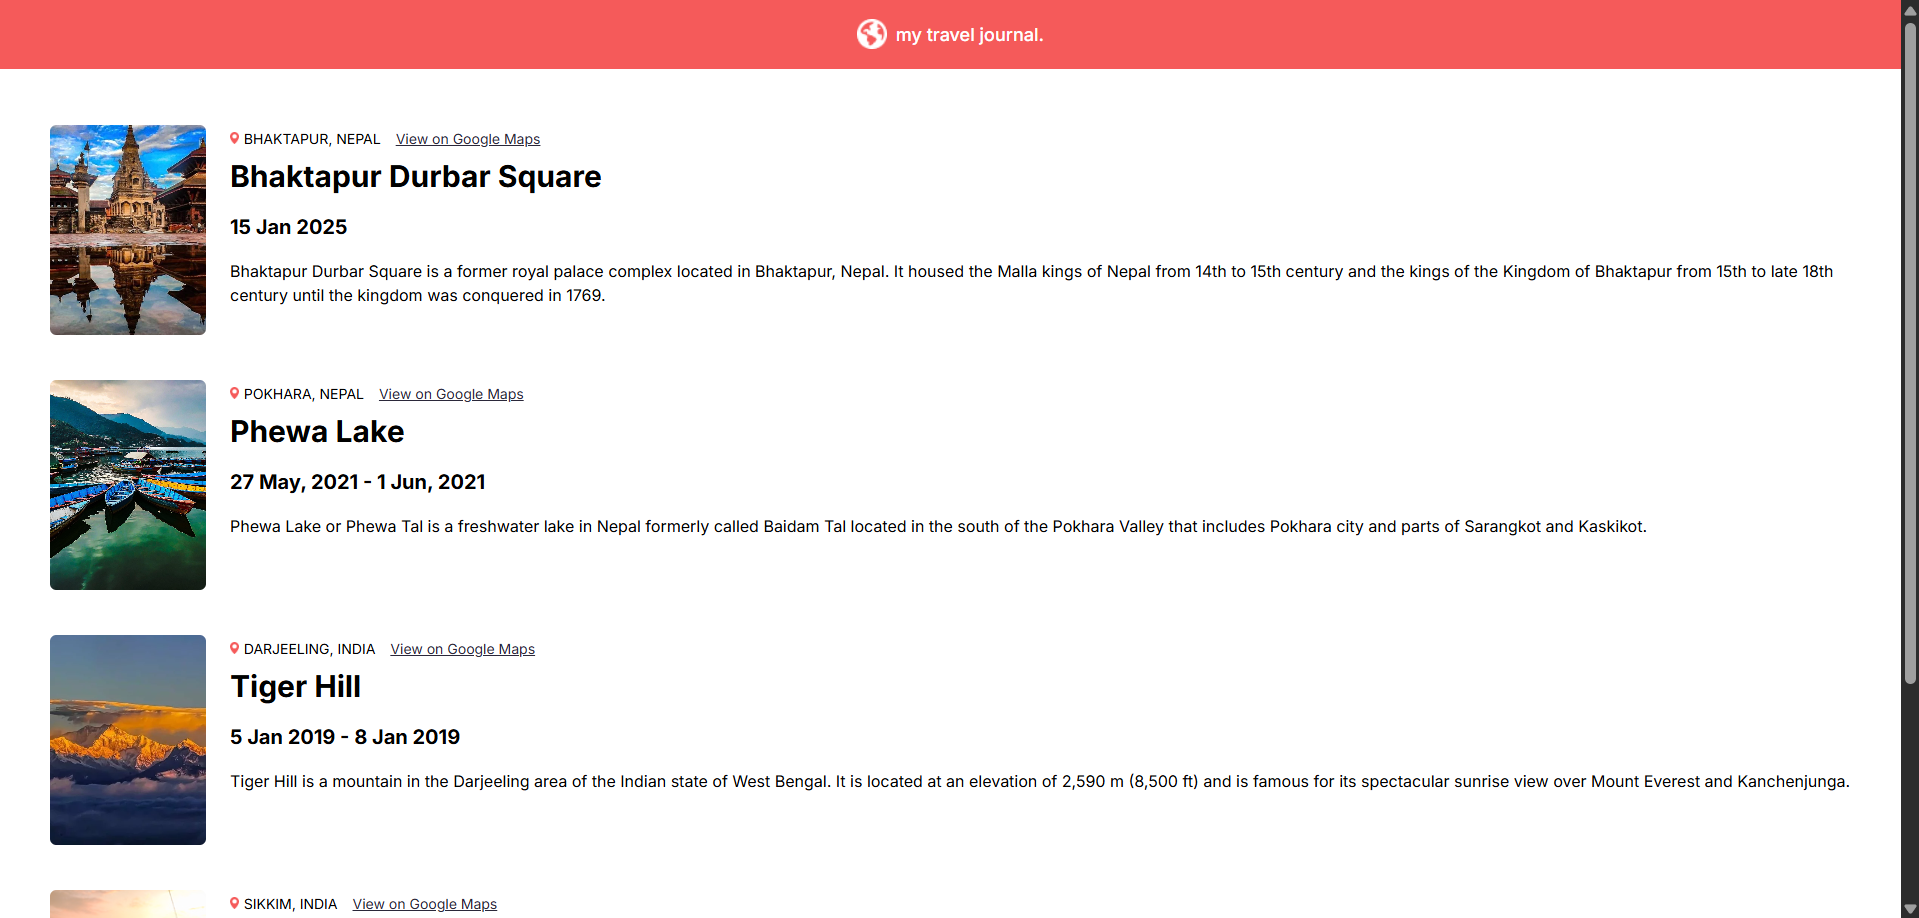 my travel journal.
BHAKTAPUR, NEPAL View on Google Maps
Bhaktapur Durbar Square
15 Jan 2025
Bhaktapur Durbar Square is a former royal palace complex located in Bhaktapur, Nepal. It housed the Malla kings of Nepal from 14th to 15th century and the kings of the Kingdom of Bhaktapur from 15th to late 18th
century until the kingdom was conquered in 1769.
POKHARA, NEPAL View on Google Maps
Phewa Lake
27 May, 2021 - 1 Jun, 2021
Phewa Lake or Phewa Tal is a freshwater lake in Nepal formerly called Baidam Tal located in the south of the Pokhara Valley that includes Pokhara city and parts of Sarangkot and Kaskikot.
DARJEELING, INDIA View on Google Maps
Tiger Hill
5 Jan 2019 - 8 Jan 2019
Tiger Hill is a mountain in the Darjeeling area of the Indian state of West Bengal. It is located at an elevation of 2,590 m (8,500 ft) and is famous for its spectacular sunrise view over Mount Everest and Kanchenjunga.
SIKKIM, INDIA View on Google Maps